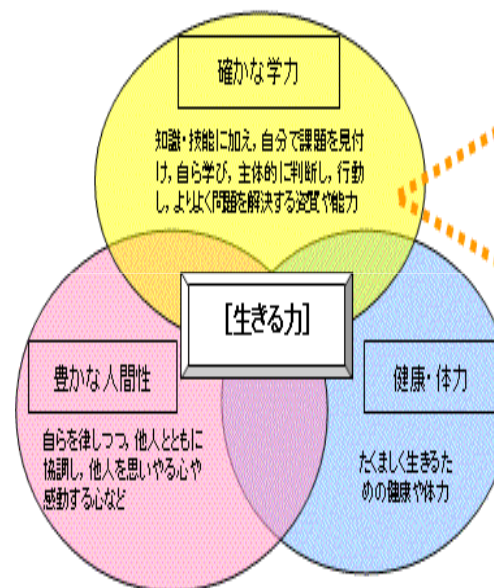 確かな学力
知識・技能に加え,自分で課題を見付
け,自ら学び,主体的に判断し,行動
し,よりよく問題を解決する資質や能力
[生きる力]
豊かな人間性
自らを律しつつ,他人とともに
協調し,他人を思いやる心や
感動する心など
健康・体力
たくましく生きるた
めの健康や体力